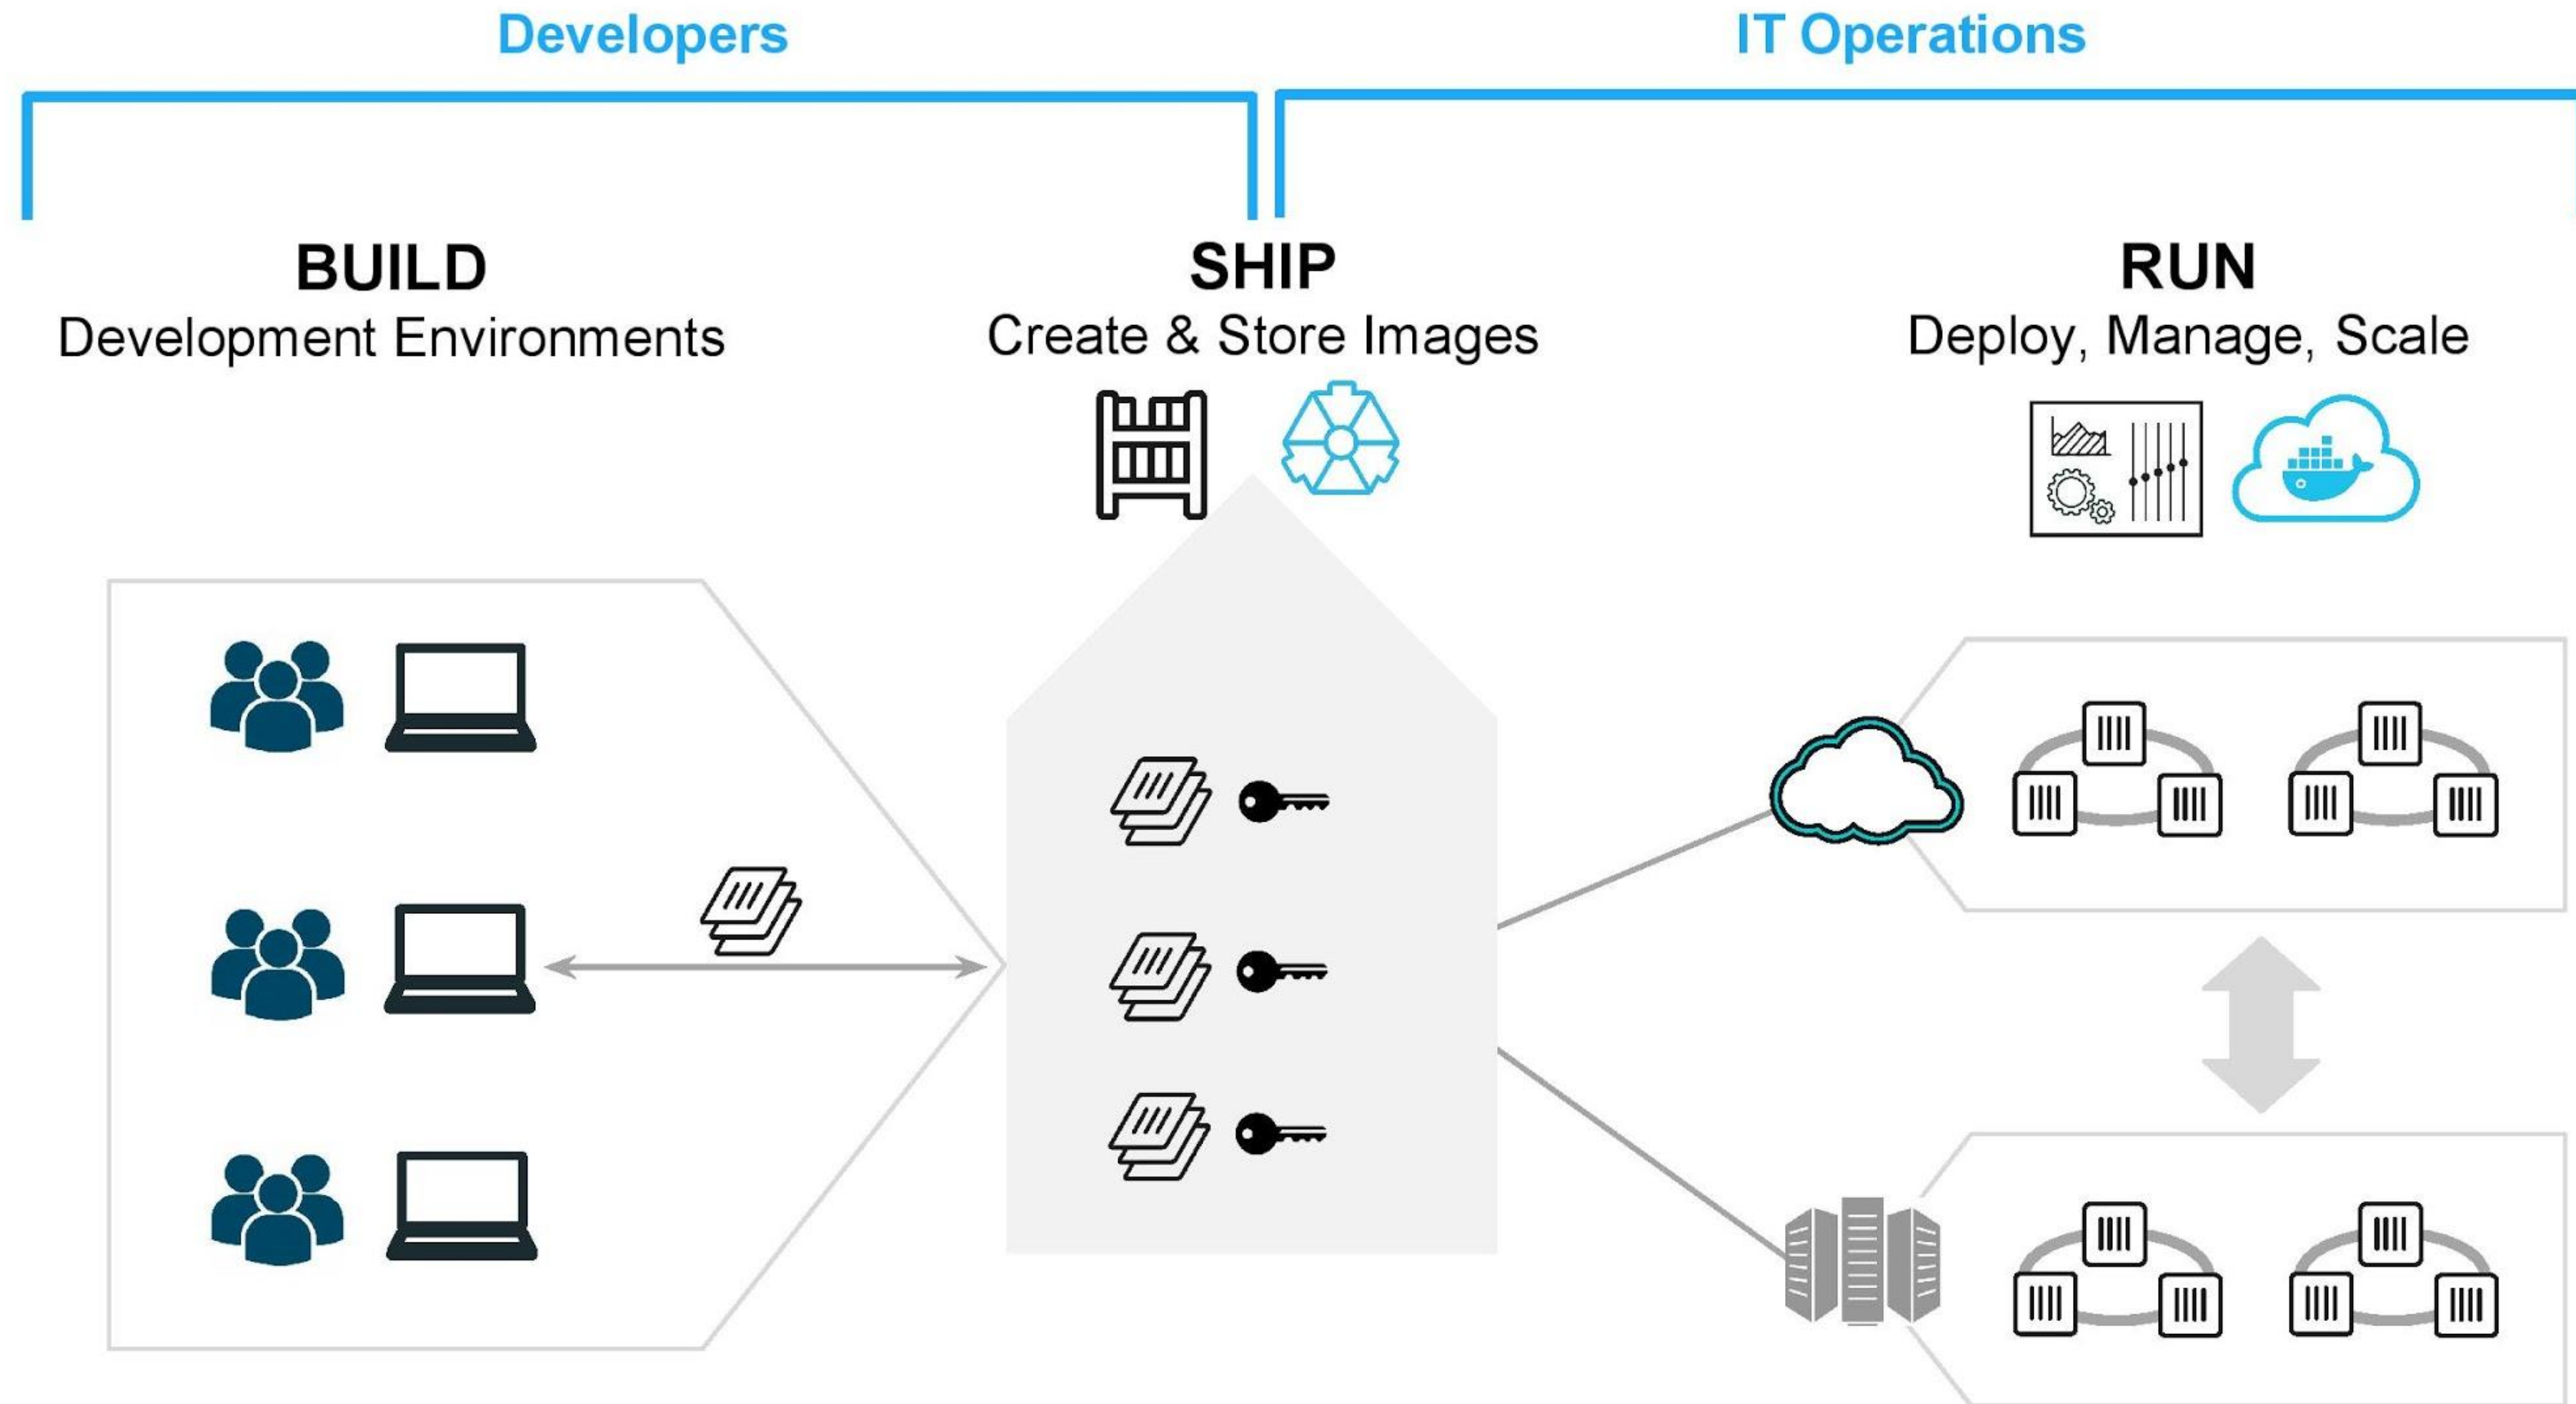 Developers
IT Operations
BUILD
Development Environments
SHIP
Create & Store Images
RUN
Deploy, Manage, Scale